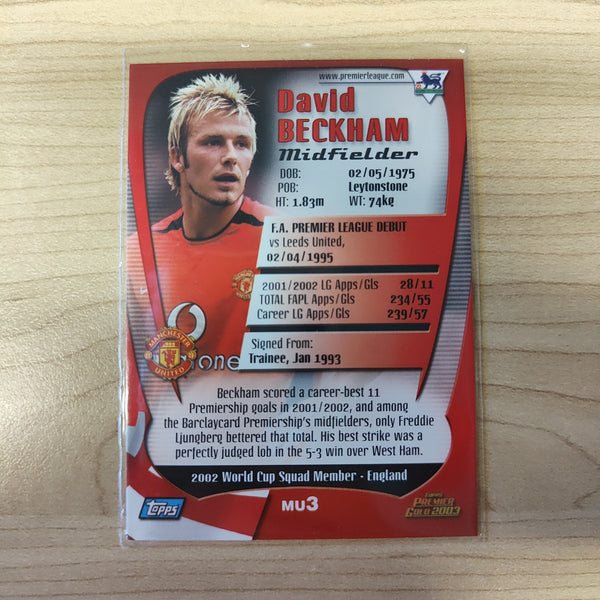 www.premierleague.com
David
BECKHAM
Midfielder
DOB: 02/05/1975
POB: Leytonstone
HT: 1.83m WT: 74kg
F.A. PREMIER LEAGUE DEBUT
vs Leeds United,
02/04/1995
2001/2002 LG Apps/Gls 28/11
TOTAL FAPL Apps/Gls 234/55
Career LG Apps/Gls 239/57
Signed From:
Trainee, Jan 1993
MANCHESTER
UNITED
fone
Beckham scored a career-best 11
Premiership goals in 2001/2002, and among
the Barclaycard Premiership's midfielders, only Freddie
Ljungberg bettered that total. His best strike was a
perfectly judged lob in the 5-3 win over West Ham.
2002 World Cup Squad Member - England
Topps
MU3
Topps
PREMIER
GOLD 2003